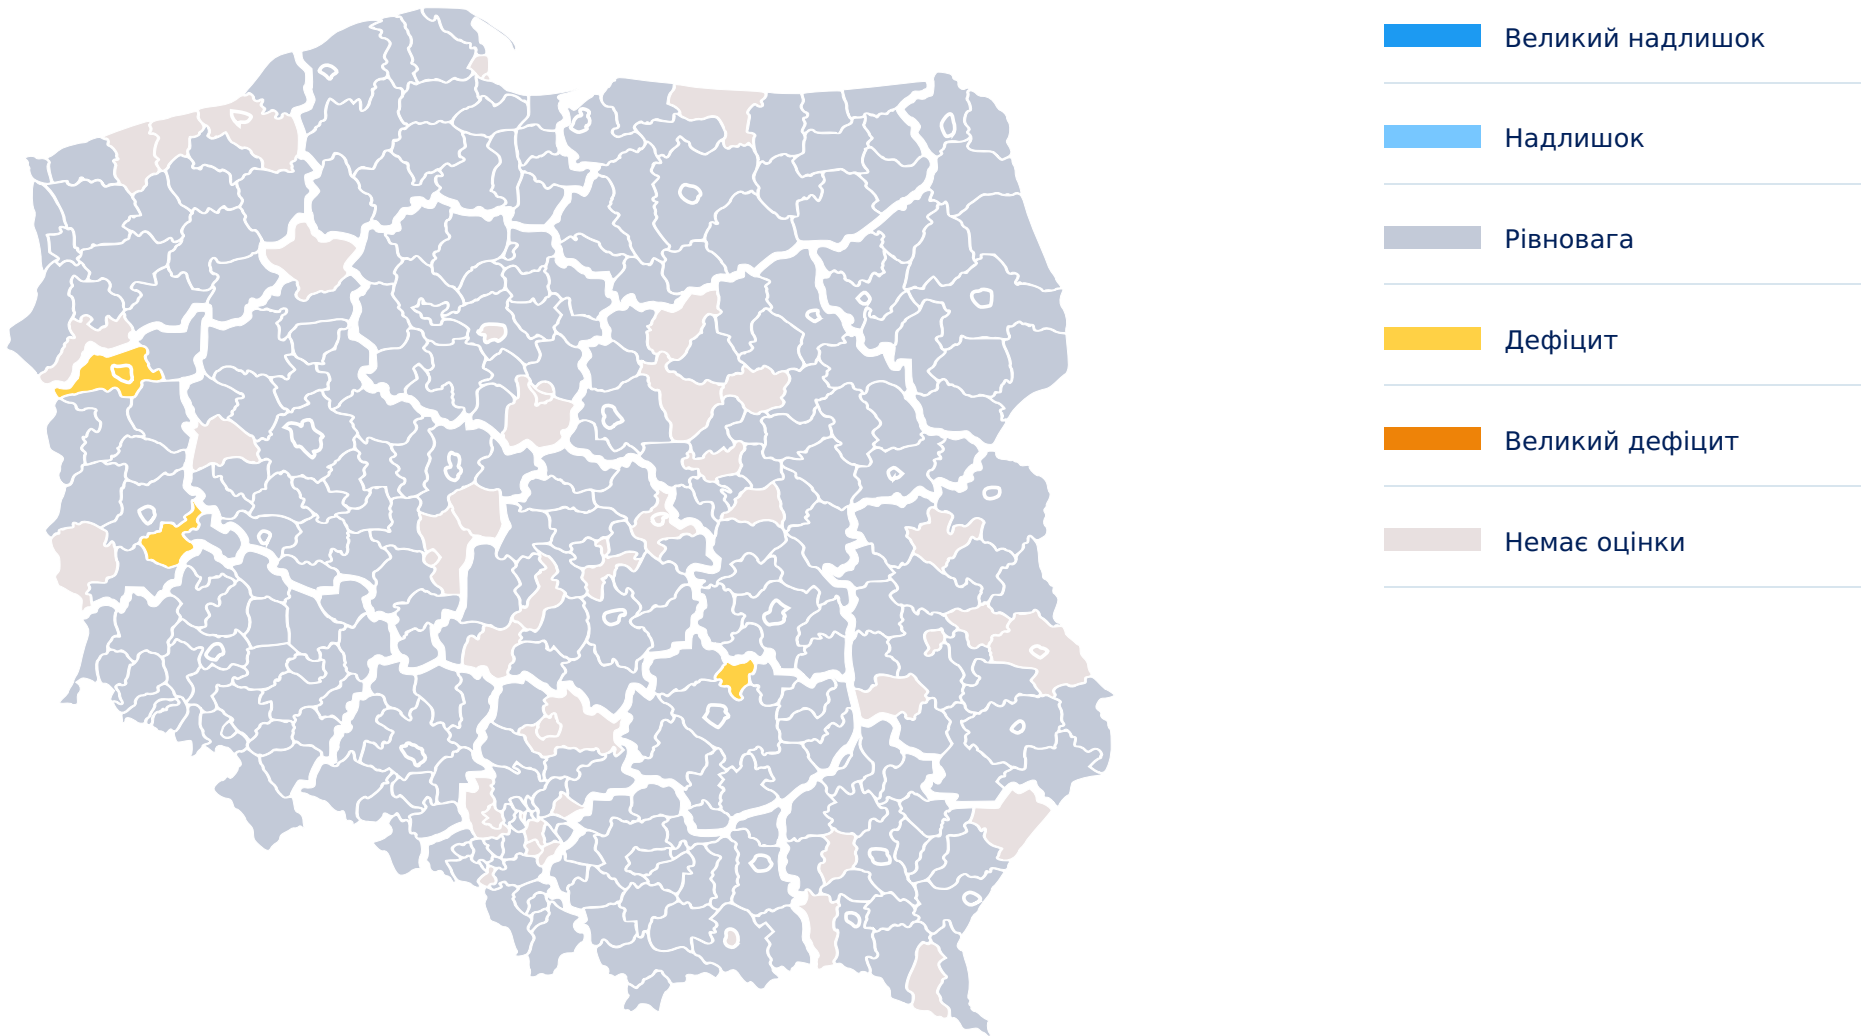 Великий надлишок
Надлишок
Рівновага
Дефіцит
Великий дефіцит
Немає оцінки